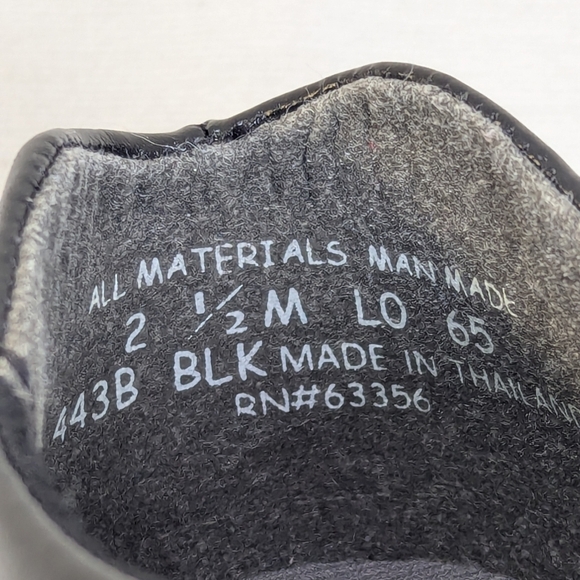 ALL MATERIALS MAN MADE
2 1/2 M LO 65
443B BLK MADE IN THAILAND
RN#63356